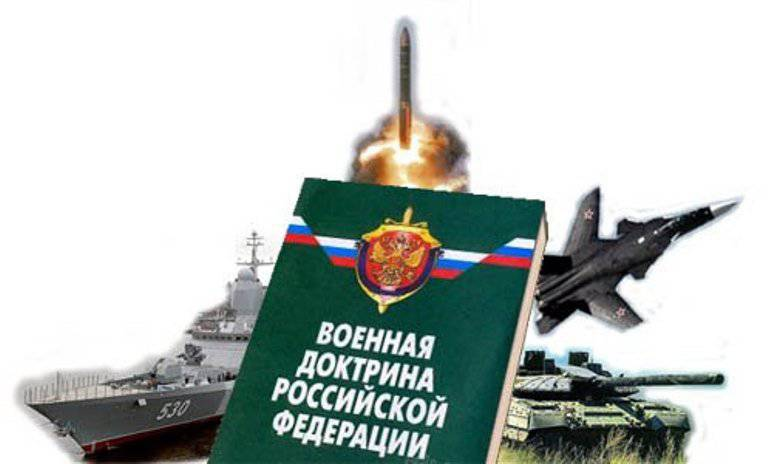 ВОЕННАЯ
ДОКТРИНА
РОССИЙСКОЙ
ФЕДЕРАЦИИ
530